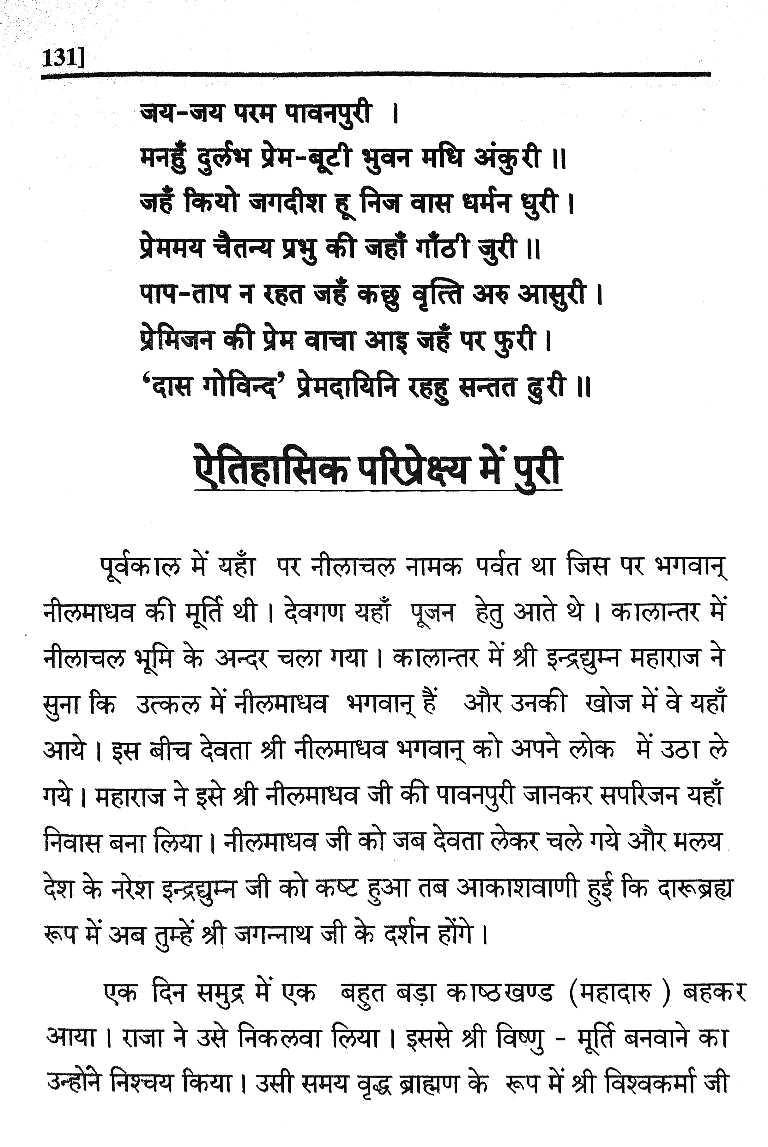 131]
जय-जय परम पावनपुरी ।
मनहुँ दुर्लभ प्रेम-बूटी भुवन मधि अंकुरी ॥
जहँ कियो जगदीश हू निज वास धर्मन धुरी ।
प्रेममय चैतन्य प्रभु की जहाँ गाँठी जुरी ॥
पाप-ताप न रहत जहँ कछु वृत्ति अरु आसुरी ।
प्रेमिजन की प्रेम वाचा आइ जहँ पर फुरी ।
‘दास गोविन्द’ प्रेमदायिनि रहहु सन्तत ढुरी ॥
ऐतिहासिक परिप्रेक्ष्य में पुरी
पूर्वकाल में यहाँ पर नीलाचल नामक पर्वत था जिस पर भगवान्
नीलमाधव की मूर्ति थी । देवगण यहाँ पूजन हेतु आते थे । कालान्तर में
नीलाचल भूमि के अन्दर चला गया । कालान्तर में श्री इन्द्रद्युम्न महाराज ने
सुना कि उत्कल में नीलमाधव भगवान् हैं और उनकी खोज में वे यहाँ
आये । इस बीच देवता श्री नीलमाधव भगवान् को अपने लोक में उठा ले
गये । महाराज ने इसे श्री नीलमाधव जी की पावनपुरी जानकर सपरिजन यहाँ
निवास बना लिया । नीलमाधव जी को जब देवता लेकर चले गये और मलय
देश के नरेश इन्द्रद्युम्न जी को कष्ट हुआ तब आकाशवाणी हुई कि दारूब्रह्म
रूप में अब तुम्हें श्री जगन्नाथ जी के दर्शन होंगे ।
एक दिन समुद्र में एक बहुत बड़ा काष्ठखण्ड (महादारु ) बहकर
आया । राजा ने उसे निकलवा लिया । इससे श्री विष्णु - मूर्ति बनवाने का
उन्होंने निश्चय किया । उसी समय वृद्ध ब्राह्मण के रूप में श्री विश्वकर्मा जी